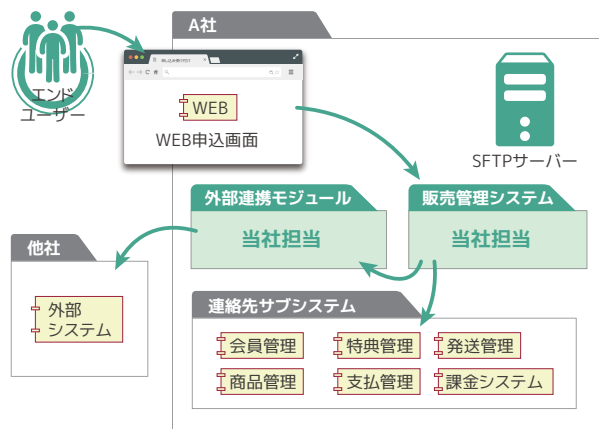 A社
エンド
ユーザー
WEB
WEB申込画面
SFTPサーバー
外部連携モジュール
当社担当
販売管理システム
当社担当
他社
外部
システム
連絡先サブシステム
会員管理
特典管理
発送管理
商品管理
支払管理
課金システム